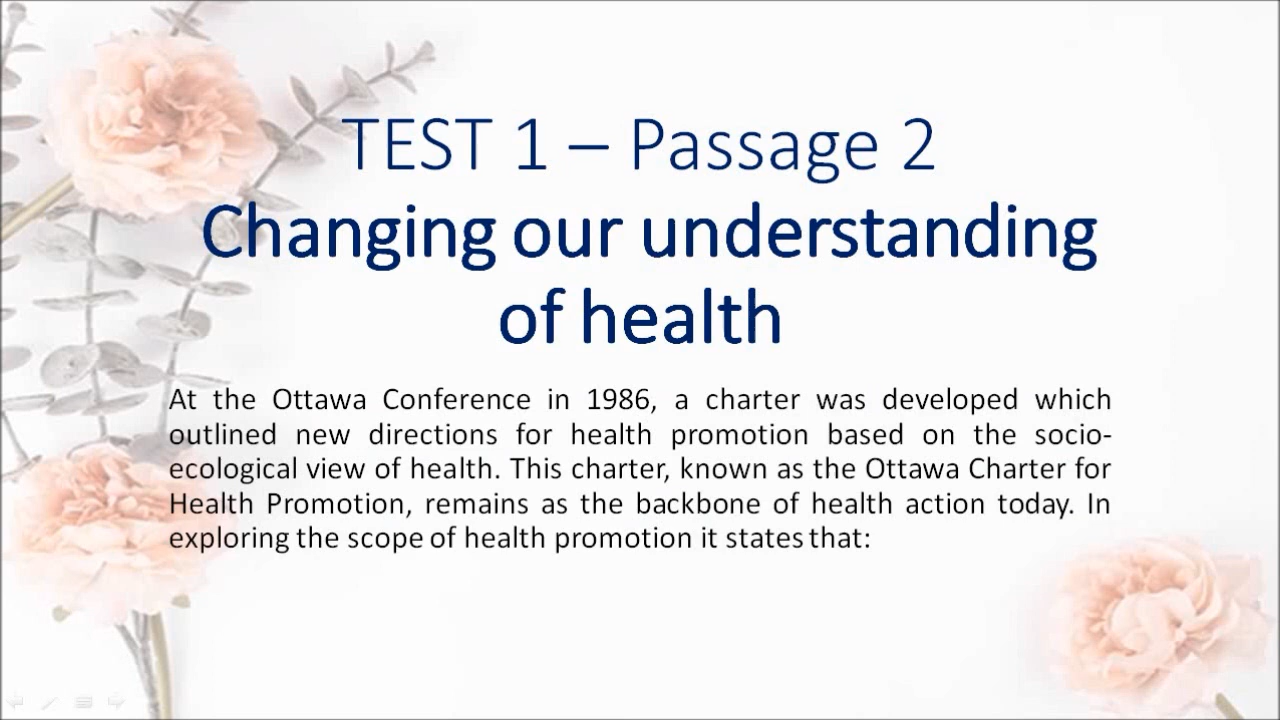 TEST 1 – Passage 2
Changing our understanding
of health
At the Ottawa Conference in 1986, a charter was developed which
outlined new directions for health promotion based on the socio-
ecological view of health. This charter, known as the Ottawa Charter for
Health Promotion, remains as the backbone of health action today. In
exploring the scope of health promotion it states that: